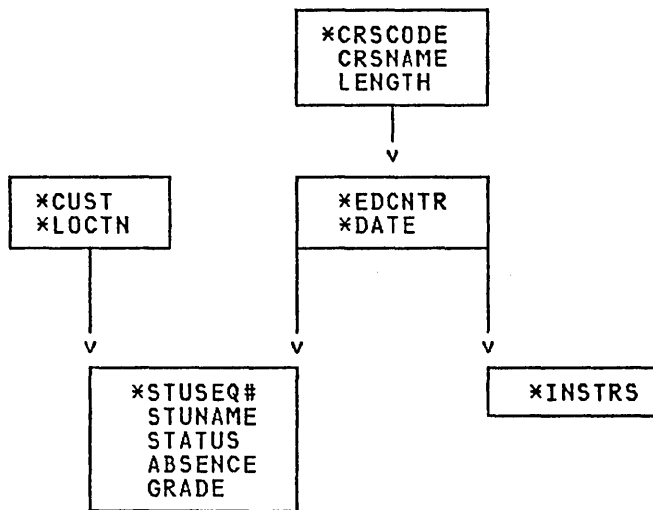 *CRSCODE
CRSNAME
LENGTH
*CUST
*LOCTN
*EDCNTR
*DATE
*STUSEQ#
STUNAME
STATUS
ABSENCE
GRADE
*INSTRS